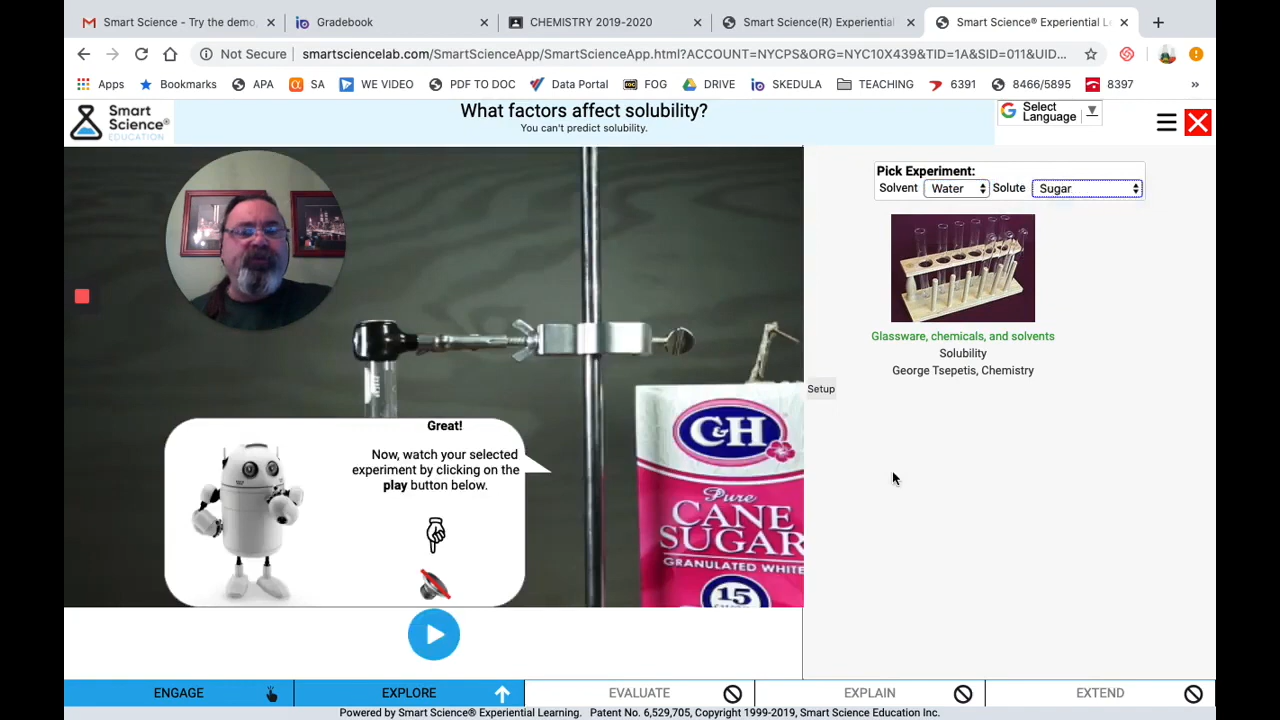 Smart Science - Try the demo,
Gradebook
CHEMISTRY 2019-2020
Smart Science(R) Experiential
Smart Science® Experiential Le
Not Secure
smartsciencelab.com/SmartScienceApp/SmartScienceApp.html?ACCOUNT=NYCPS&ORG=NYC10X439&TID=1A&SID=011&UID...
Apps
Bookmarks
APA
SA
WE VIDEO
PDF TO DOC
Data Portal
FOG
DRIVE
SKEDULA
TEACHING
6391
8466/5895
8397
»
Smart
Science®
EDUCATION
What factors affect solubility?
You can't predict solubility.
Select
Language
Pick Experiment:
Solvent Water Solute Sugar
Glassware, chemicals, and solvents
Solubility
George Tsepetis, Chemistry
Setup
Great!
Now, watch your selected
experiment by clicking on the
play button below.
C&H
Pure
CANE
SUGAR
GRANULATED WHITE
15
ENGAGE
EXPLORE
EVALUATE
EXPLAIN
EXTEND
Powered by Smart Science® Experiential Learning. Patent No. 6,529,705, Copyright 1999-2019, Smart Science Education Inc.